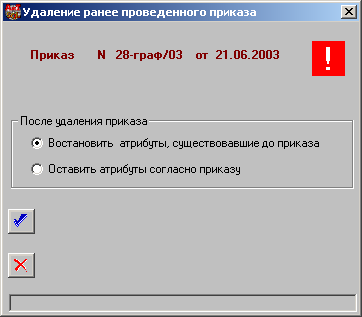 Удаление ранее проведенного приказа
Приказ N 28-граф/03 от 21.06.2003
!
После удаления приказа
Востановить атрибуты, существовавшие до приказа
Оставить атрибуты согласно приказу